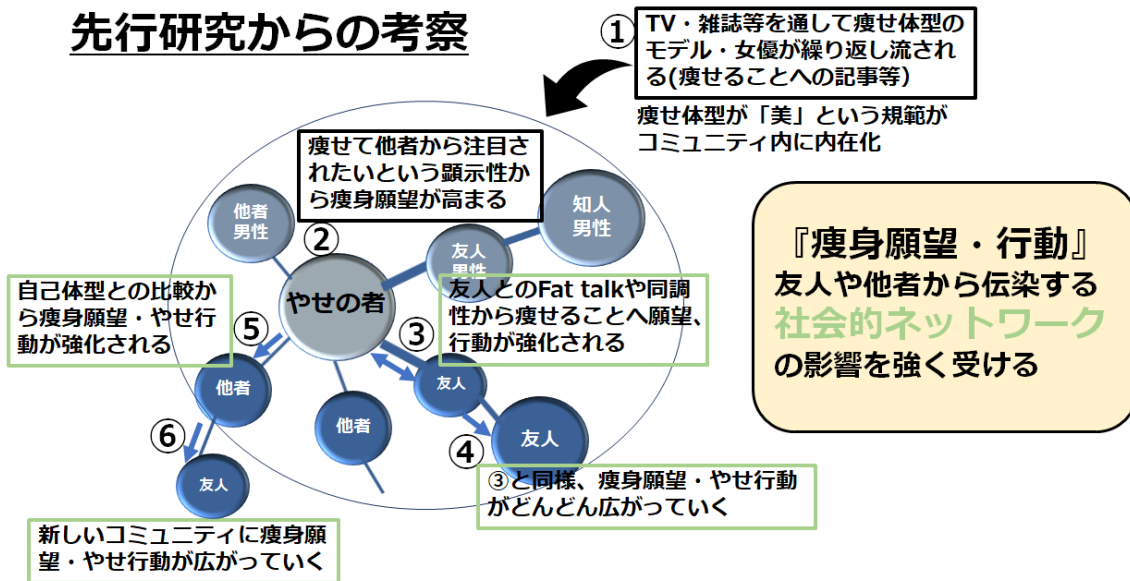 先行研究からの考察
①
TV・雑誌等を通して痩せ体型の
モデル・女優が繰り返し流され
る(痩せることへの記事等）
痩せ体型が「美」という規範が
コミュニティ内に内在化
痩せて他者から注目さ
れたいという顕示性か
ら痩身願望が高まる
他者
男性
②
友人
男性
知人
男性
やせの者
自己体型との比較か
ら痩身願望・やせ行
動が強化される
⑤
③
友人とのFat talkや同調
性から痩せることへ願望、
行動が強化される
他者
友人
他者
⑥
④
友人
友人
③と同様、痩身願望・やせ行動
がどんどん広がっていく
新しいコミュニティに痩身願
望・やせ行動が広がっていく
『痩身願望・行動』
友人や他者から伝染する
社会的ネットワーク
の影響を強く受ける